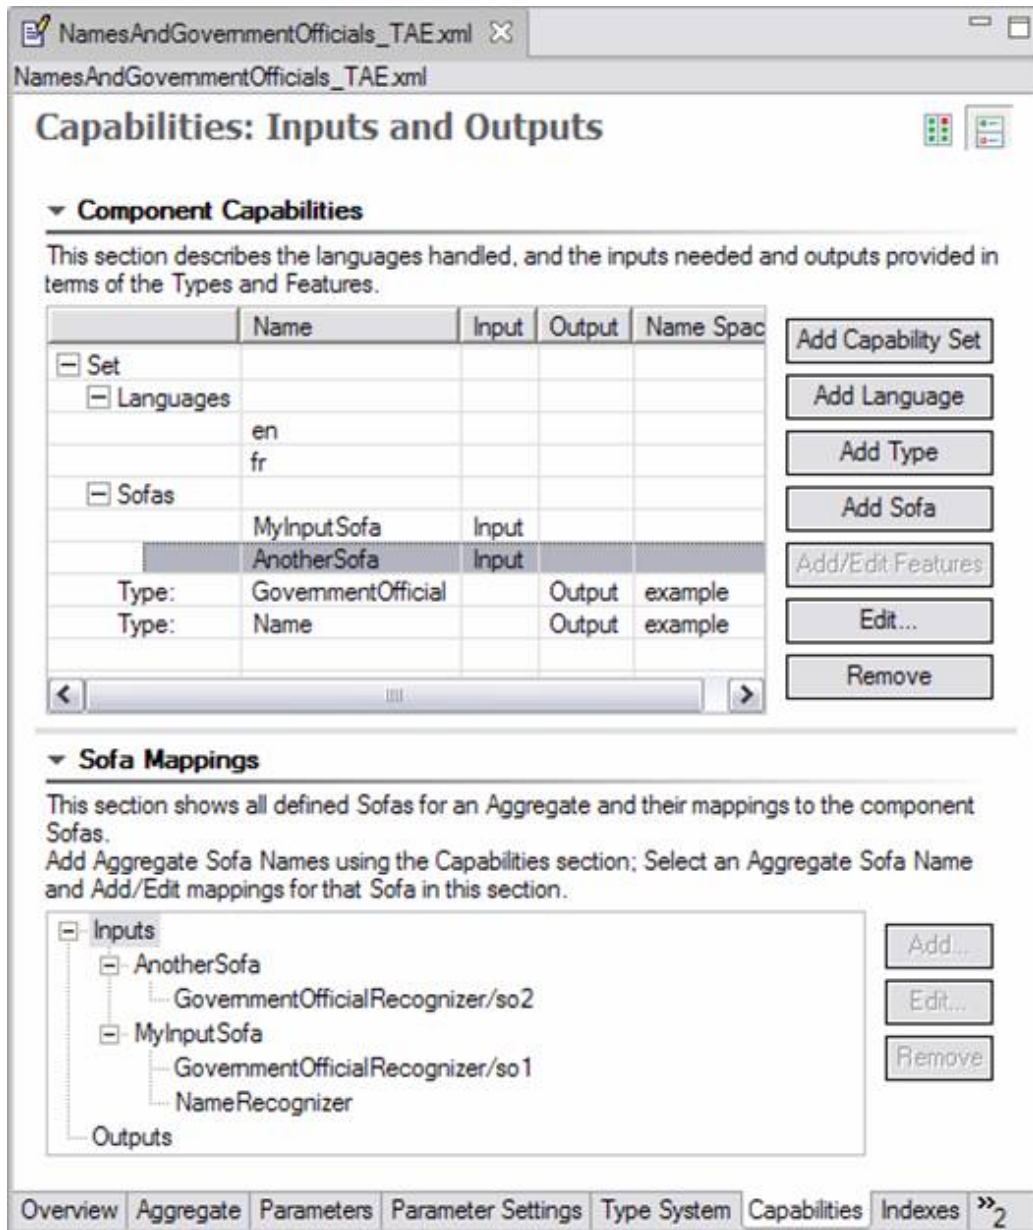 NamesAndGovernmentOfficials_TAE.xml
NamesAndGovernmentOfficials_TAE.xml
Capabilities: Inputs and Outputs
Component Capabilities
This section describes the languages handled, and the inputs needed and outputs provided in
terms of the Types and Features.
Name Input Output Name Spac
Set
Languages
en
fr
Sofas
MyInputSofa Input
AnotherSofa Input
Type: GovernmentOfficial Output example
Type: Name Output example
Add Capability Set
Add Language
Add Type
Add Sofa
Add/Edit Features
Edit...
Remove
Sofa Mappings
This section shows all defined Sofas for an Aggregate and their mappings to the component
Sofas.
Add Aggregate Sofa Names using the Capabilities section; Select an Aggregate Sofa Name
and Add/Edit mappings for that Sofa in this section.
Inputs
AnotherSofa
GovernmentOfficialRecognizer/so2
MyInputSofa
GovernmentOfficialRecognizer/so1
NameRecognizer
Outputs
Add...
Edit...
Remove
Overview Aggregate Parameters Parameter Settings Type System Capabilities Indexes »2